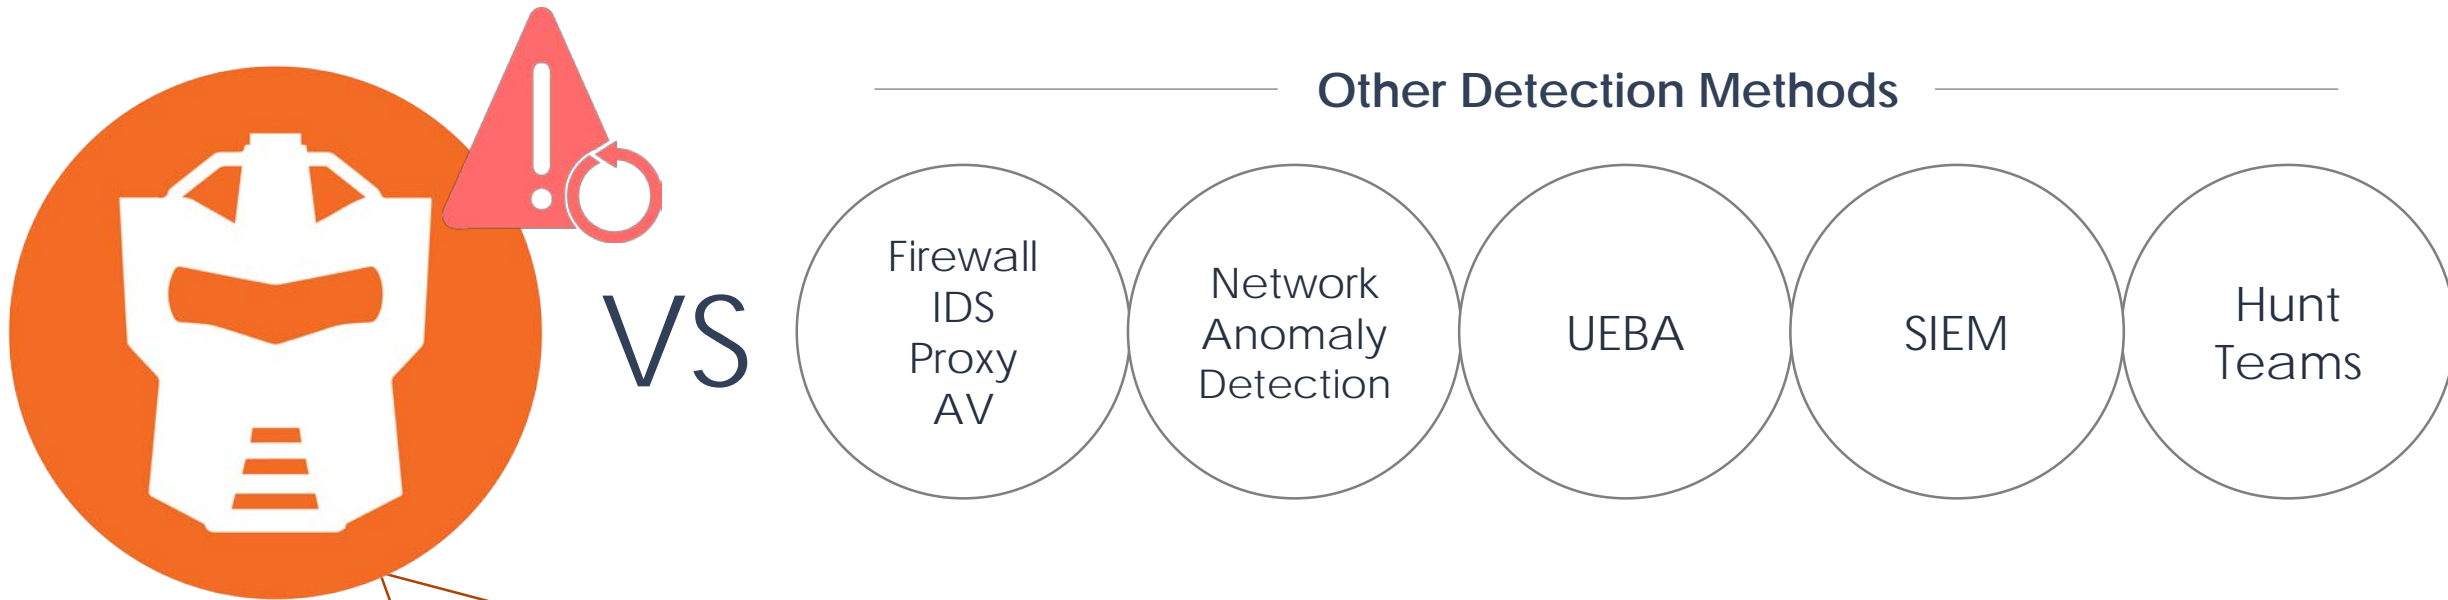 Other Detection Methods
VS
Firewall
IDS
Proxy
AV
Network
Anomaly
Detection
UEBA
SIEM
Hunt
Teams